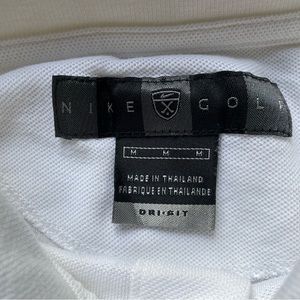 NIKE GOLF
M M M
MADE IN THAILAND
FABRIQUE EN THAILANDE
DRI-FIT